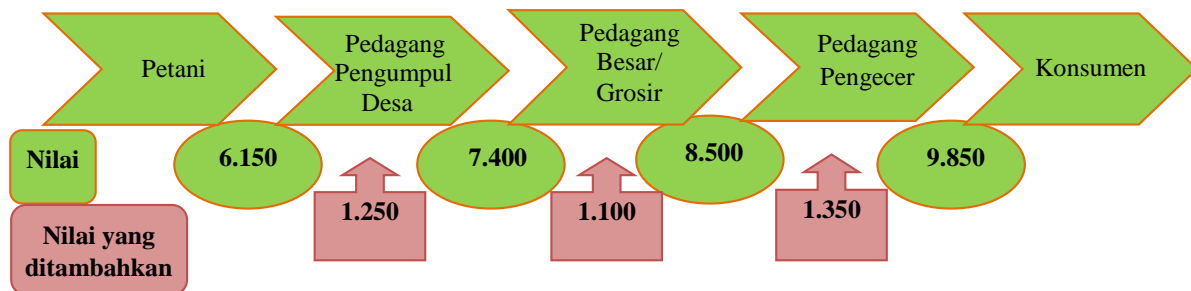 Petani
Pedagang
Pengumpul
Desa
Pedagang
Besar/
Grosir
Pedagang
Pengecer
Konsumen
Nilai
6.150
7.400
8.500
9.850
1.250
1.100
1.350
Nilai yang
ditambahkan